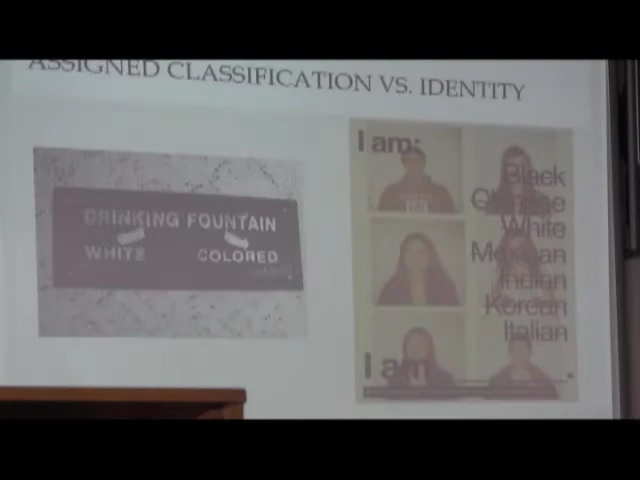 ASSIGNED CLASSIFICATION VS. IDENTITY
DRINKING FOUNTAIN
WHITE COLORED
I am:
Black
Chinese
White
Mexican
Indian
Korean
Italian
I am